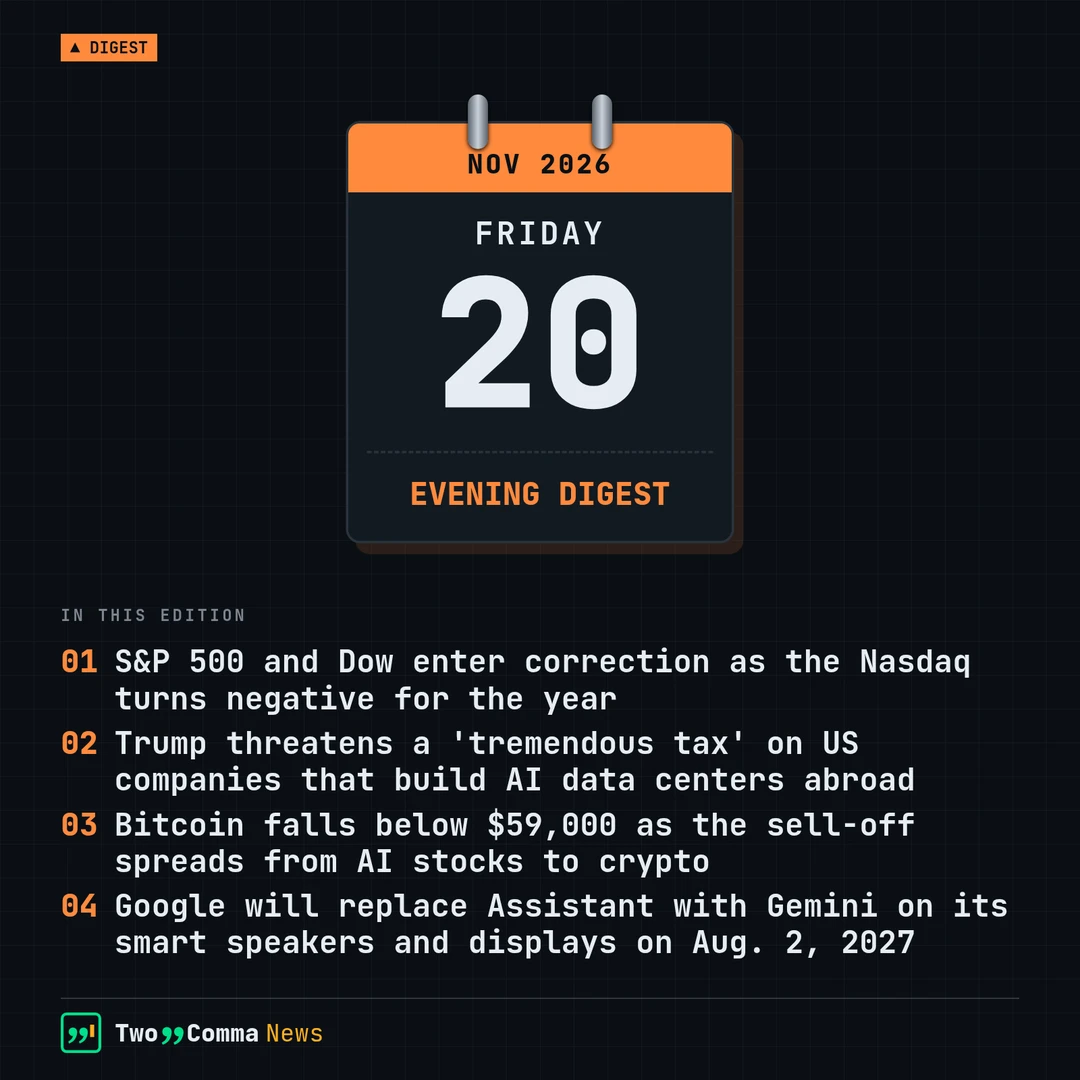 ▲ DIGEST
NOV 2026
FRIDAY
20
EVENING DIGEST
IN THIS EDITION
01 S&P 500 and Dow enter correction as the Nasdaq
turns negative for the year
02 Trump threatens a 'tremendous tax' on US
companies that build AI data centers abroad
03 Bitcoin falls below $59,000 as the sell-off
spreads from AI stocks to crypto
04 Google will replace Assistant with Gemini on its
smart speakers and displays on Aug. 2, 2027
Two,,Comma News